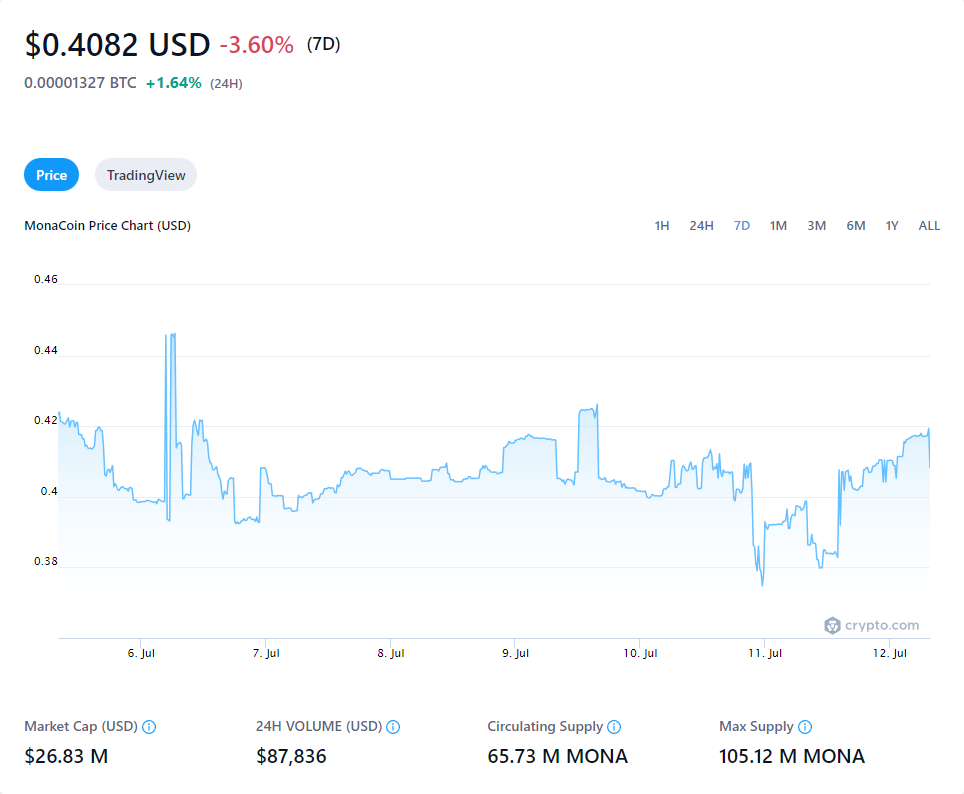 $0.4082 USD -3.60% (7D)
0.00001327 BTC +1.64% (24H)
Price TradingView
MonaCoin Price Chart (USD) 1H 24H 7D 1M 3M 6M 1Y ALL
0.46
0.44
0.42
0.4
0.38
crypto.com
6. Jul 7. Jul 8. Jul 9. Jul 10. Jul 11. Jul 12. Jul
Market Cap (USD) 24H VOLUME (USD) Circulating Supply Max Supply
$26.83 M $87,836 65.73 M MONA 105.12 M MONA